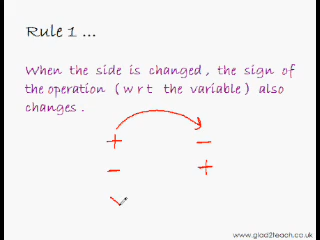 Rule 1 ...
When the side is changed , the sign of
the operation ( w r t the variable ) also
changes .
+ −
- +
www.glad2teach.co.uk